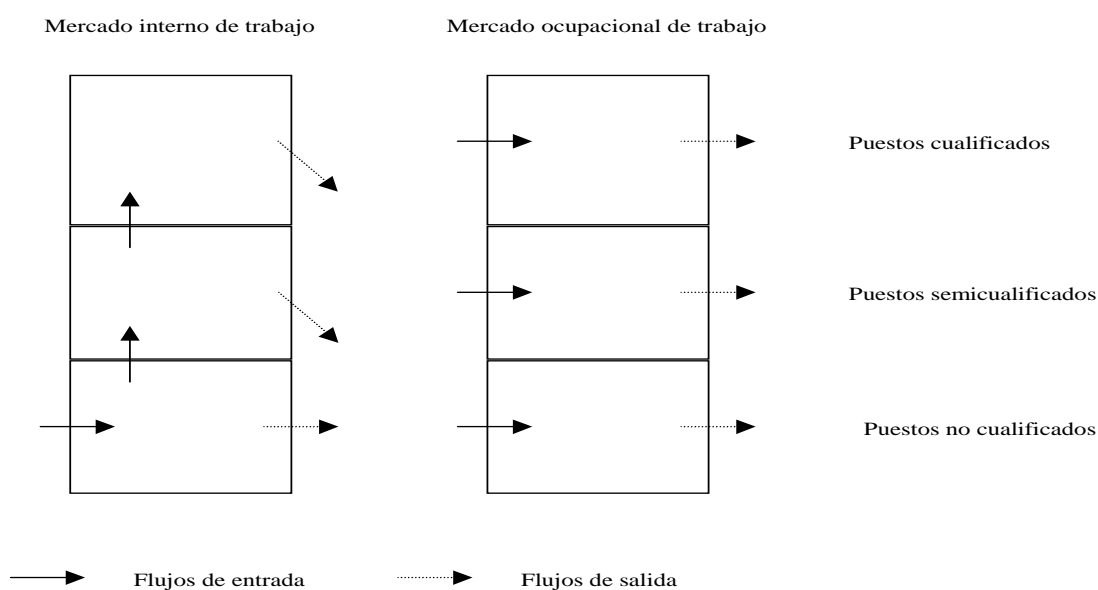 Mercado interno de trabajo
Mercado ocupacional de trabajo
Puestos cualificados
Puestos semicualificados
Puestos no cualificados
Flujos de entrada
Flujos de salida